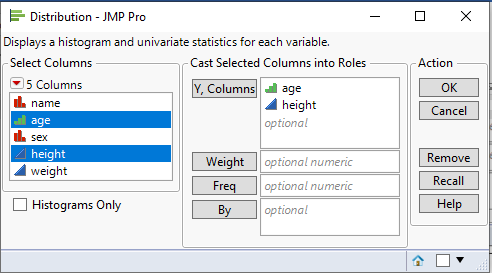 Distribution - JMP Pro
Displays a histogram and univariate statistics for each variable.
Select Columns
5 Columns
name
age
sex
height
weight
Histograms Only
Cast Selected Columns into Roles
Y, Columns
age
height
optional
Weight
optional numeric
Freq
optional numeric
By
optional
Action
OK
Cancel
Remove
Recall
Help